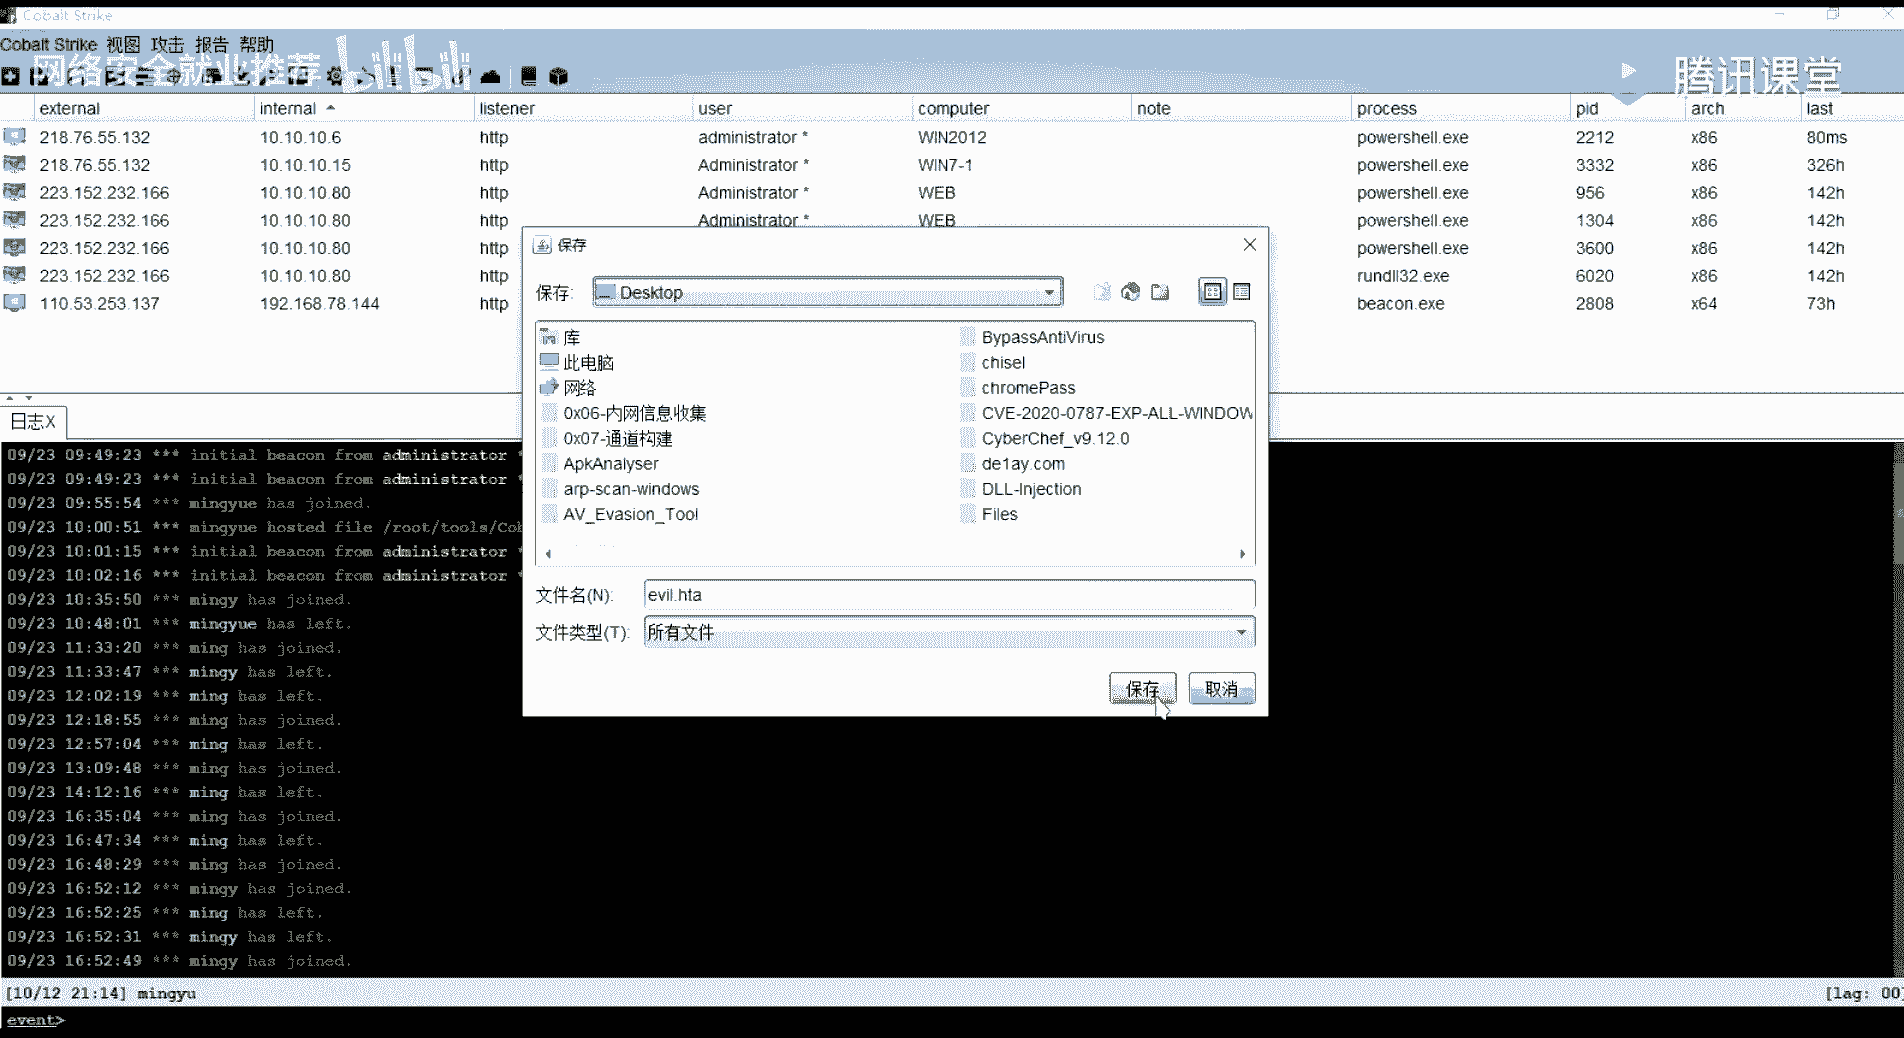 Cobalt Strike
Cobalt Strike 视图 攻击 报告 帮助
网络安全就业推荐 bilibili 腾讯课堂
external internal listener user computer note process pid arch last
218.76.55.132 10.10.10.6 http administrator * WIN2012 powershell.exe 2212 x86 80ms
218.76.55.132 10.10.10.15 http Administrator * WIN7-1 powershell.exe 3332 x86 326h
223.152.232.166 10.10.10.80 http Administrator * WEB powershell.exe 956 x86 142h
223.152.232.166 10.10.10.80 http Administrator * WEB powershell.exe 1304 x86 142h
223.152.232.166 10.10.10.80 http powershell.exe 3600 x86 142h
223.152.232.166 10.10.10.80 http rundll32.exe 6020 x86 142h
110.53.253.137 192.168.78.144 http beacon.exe 2808 x64 73h
保存
保存: Desktop
库 BypassAntiVirus
此电脑 chisel
网络 chromePass
0x06-内网信息收集 CVE-2020-0787-EXP-ALL-WINDOW
0x07-通道构建 CyberChef_v9.12.0
ApkAnalyser de1ay.com
arp-scan-windows DLL-Injection
AV_Evasion_Tool Files
文件名(N): evil.hta
文件类型(T): 所有文件
保存 取消
日志X
09/23 09:49:23 *** initial beacon from administrator *
09/23 09:49:23 *** initial beacon from administrator *
09/23 09:55:54 *** mingyue has joined.
09/23 10:00:51 *** mingyue hosted file /root/tools/Cob
09/23 10:01:15 *** initial beacon from administrator *
09/23 10:02:16 *** initial beacon from administrator *
09/23 10:35:50 *** mingy has joined.
09/23 10:48:01 *** mingyue has left.
09/23 11:33:20 *** ming has joined.
09/23 11:33:47 *** mingy has left.
09/23 12:02:19 *** ming has left.
09/23 12:18:55 *** ming has joined.
09/23 12:57:04 *** ming has left.
09/23 13:09:48 *** ming has joined.
09/23 14:12:16 *** ming has left.
09/23 16:35:04 *** ming has joined.
09/23 16:47:34 *** ming has left.
09/23 16:48:29 *** ming has joined.
09/23 16:52:12 *** mingy has joined.
09/23 16:52:25 *** ming has left.
09/23 16:52:31 *** mingy has left.
09/23 16:52:49 *** mingy has joined.
[10/12 21:14] mingyu [lag: 00
event>